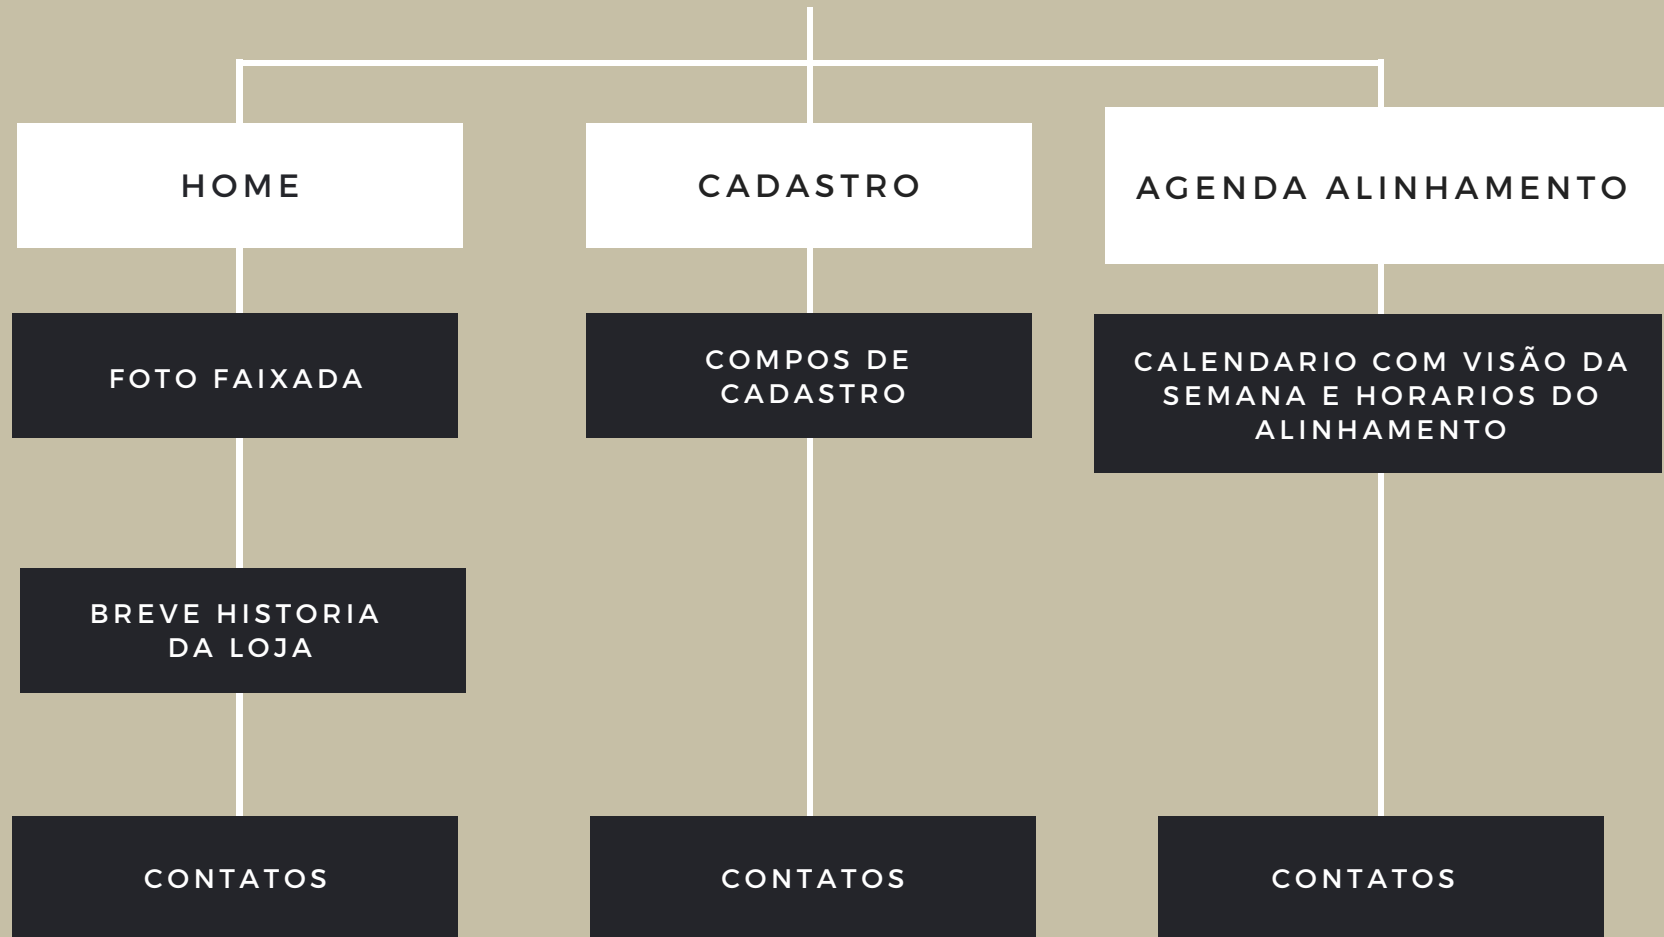 HOME
CADASTRO
AGENDA ALINHAMENTO
FOTO FAIXADA
COMPOS DE
CADASTRO
CALENDARIO COM VISÃO DA
SEMANA E HORARIOS DO
ALINHAMENTO
BREVE HISTORIA
DA LOJA
CONTATOS
CONTATOS
CONTATOS